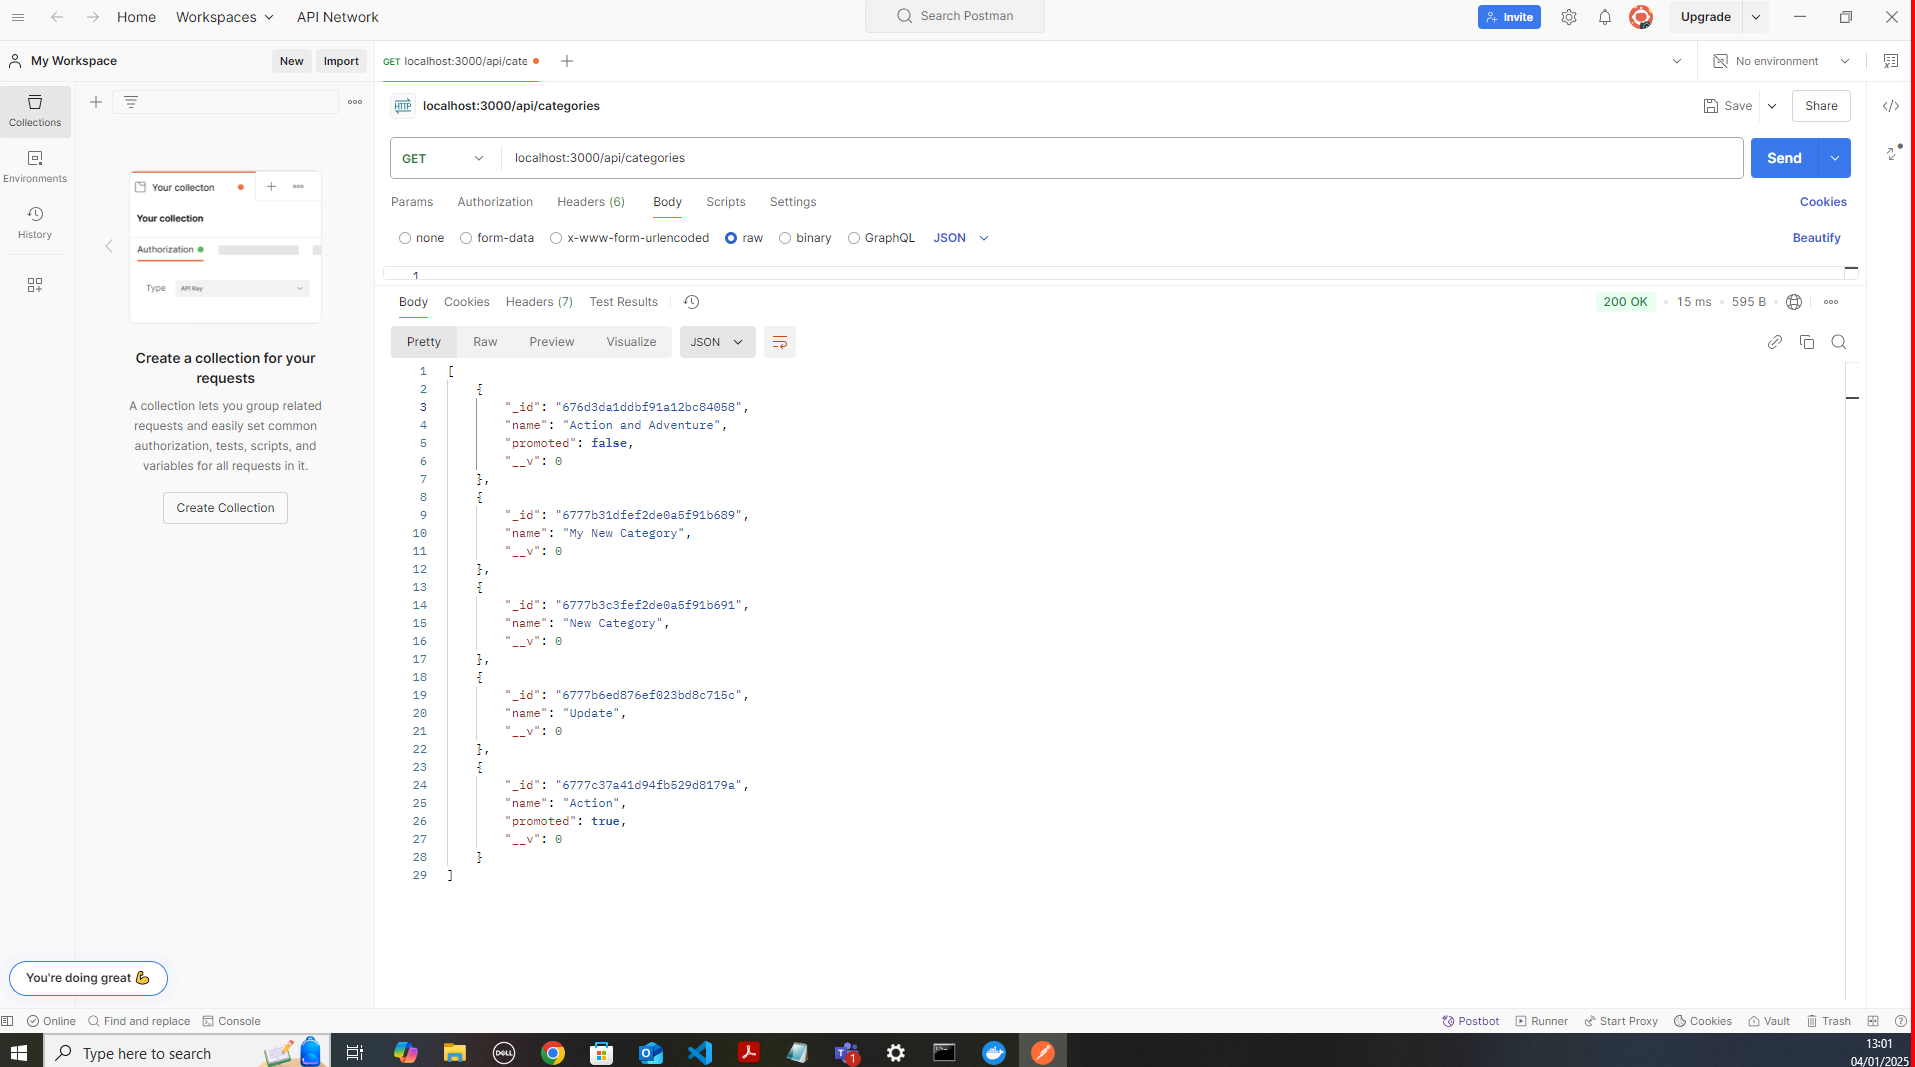 Home Workspaces API Network Search Postman Invite Upgrade
My Workspace New Import GET localhost:3000/api/cate No environment
HTTP localhost:3000/api/categories Save Share
GET localhost:3000/api/categories Send
Params Authorization Headers (6) Body Scripts Settings Cookies
none form-data x-www-form-urlencoded raw binary GraphQL JSON Beautify
1
Collections
Environments
History
Your collecton
Your collection
Authorization
Type API Key
Create a collection for your
requests
A collection lets you group related
requests and easily set common
authorization, tests, scripts, and
variables for all requests in it.
Create Collection
Body Cookies Headers (7) Test Results 200 OK 15 ms 595 B
Pretty Raw Preview Visualize JSON
1 [
2 {
3 "_id": "676d3da1ddbf91a12bc84058",
4 "name": "Action and Adventure",
5 "promoted": false,
6 "__v": 0
7 },
8 {
9 "_id": "6777b31dfef2de0a5f91b689",
10 "name": "My New Category",
11 "__v": 0
12 },
13 {
14 "_id": "6777b3c3fef2de0a5f91b691",
15 "name": "New Category",
16 "__v": 0
17 },
18 {
19 "_id": "6777b6ed876ef023bd8c715c",
20 "name": "Update",
21 "__v": 0
22 },
23 {
24 "_id": "6777c37a41d94fb529d8179a",
25 "name": "Action",
26 "promoted": true,
27 "__v": 0
28 }
29 ]
You're doing great 💪
Online Find and replace Console Postbot Runner Start Proxy Cookies Vault Trash
Type here to search DELL 1 13:01
04/01/2025